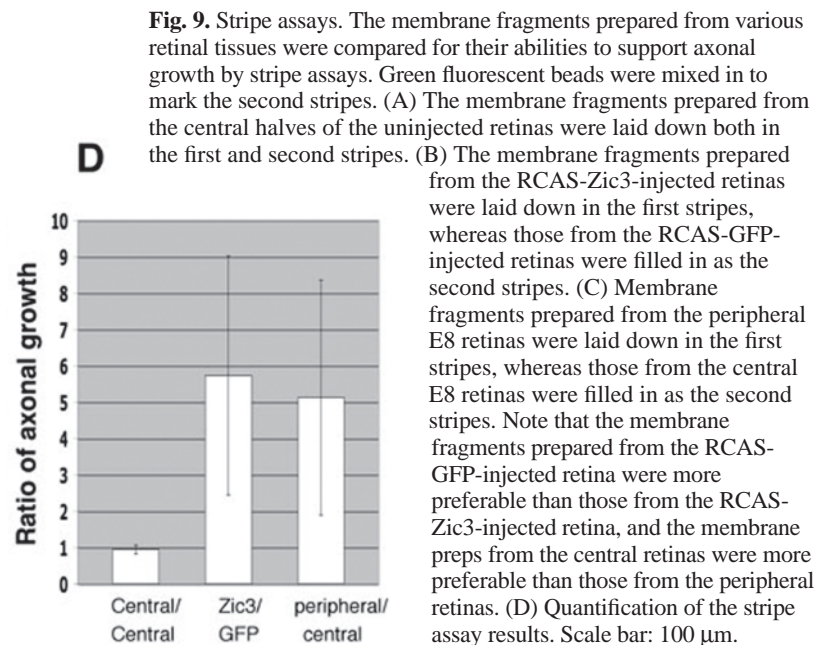 Fig. 9. Stripe assays. The membrane fragments prepared from various
retinal tissues were compared for their abilities to support axonal
growth by stripe assays. Green fluorescent beads were mixed in to
mark the second stripes. (A) The membrane fragments prepared from
the central halves of the uninjected retinas were laid down both in
the first and second stripes. (B) The membrane fragments prepared
from the RCAS-Zic3-injected retinas
were laid down in the first stripes,
whereas those from the RCAS-GFP-
injected retinas were filled in as the
second stripes. (C) Membrane
fragments prepared from the peripheral
E8 retinas were laid down in the first
stripes, whereas those from the central
E8 retinas were filled in as the second
stripes. Note that the membrane
fragments prepared from the RCAS-
GFP-injected retina were more
preferable than those from the RCAS-
Zic3-injected retina, and the membrane
preps from the central retinas were more
preferable than those from the peripheral
retinas. (D) Quantification of the stripe
assay results. Scale bar: 100 μm.
D
Ratio of axonal growth
10
9
8
7
6
5
4
3
2
1
0
Central/
Central
Zic3/
GFP
peripheral/
central